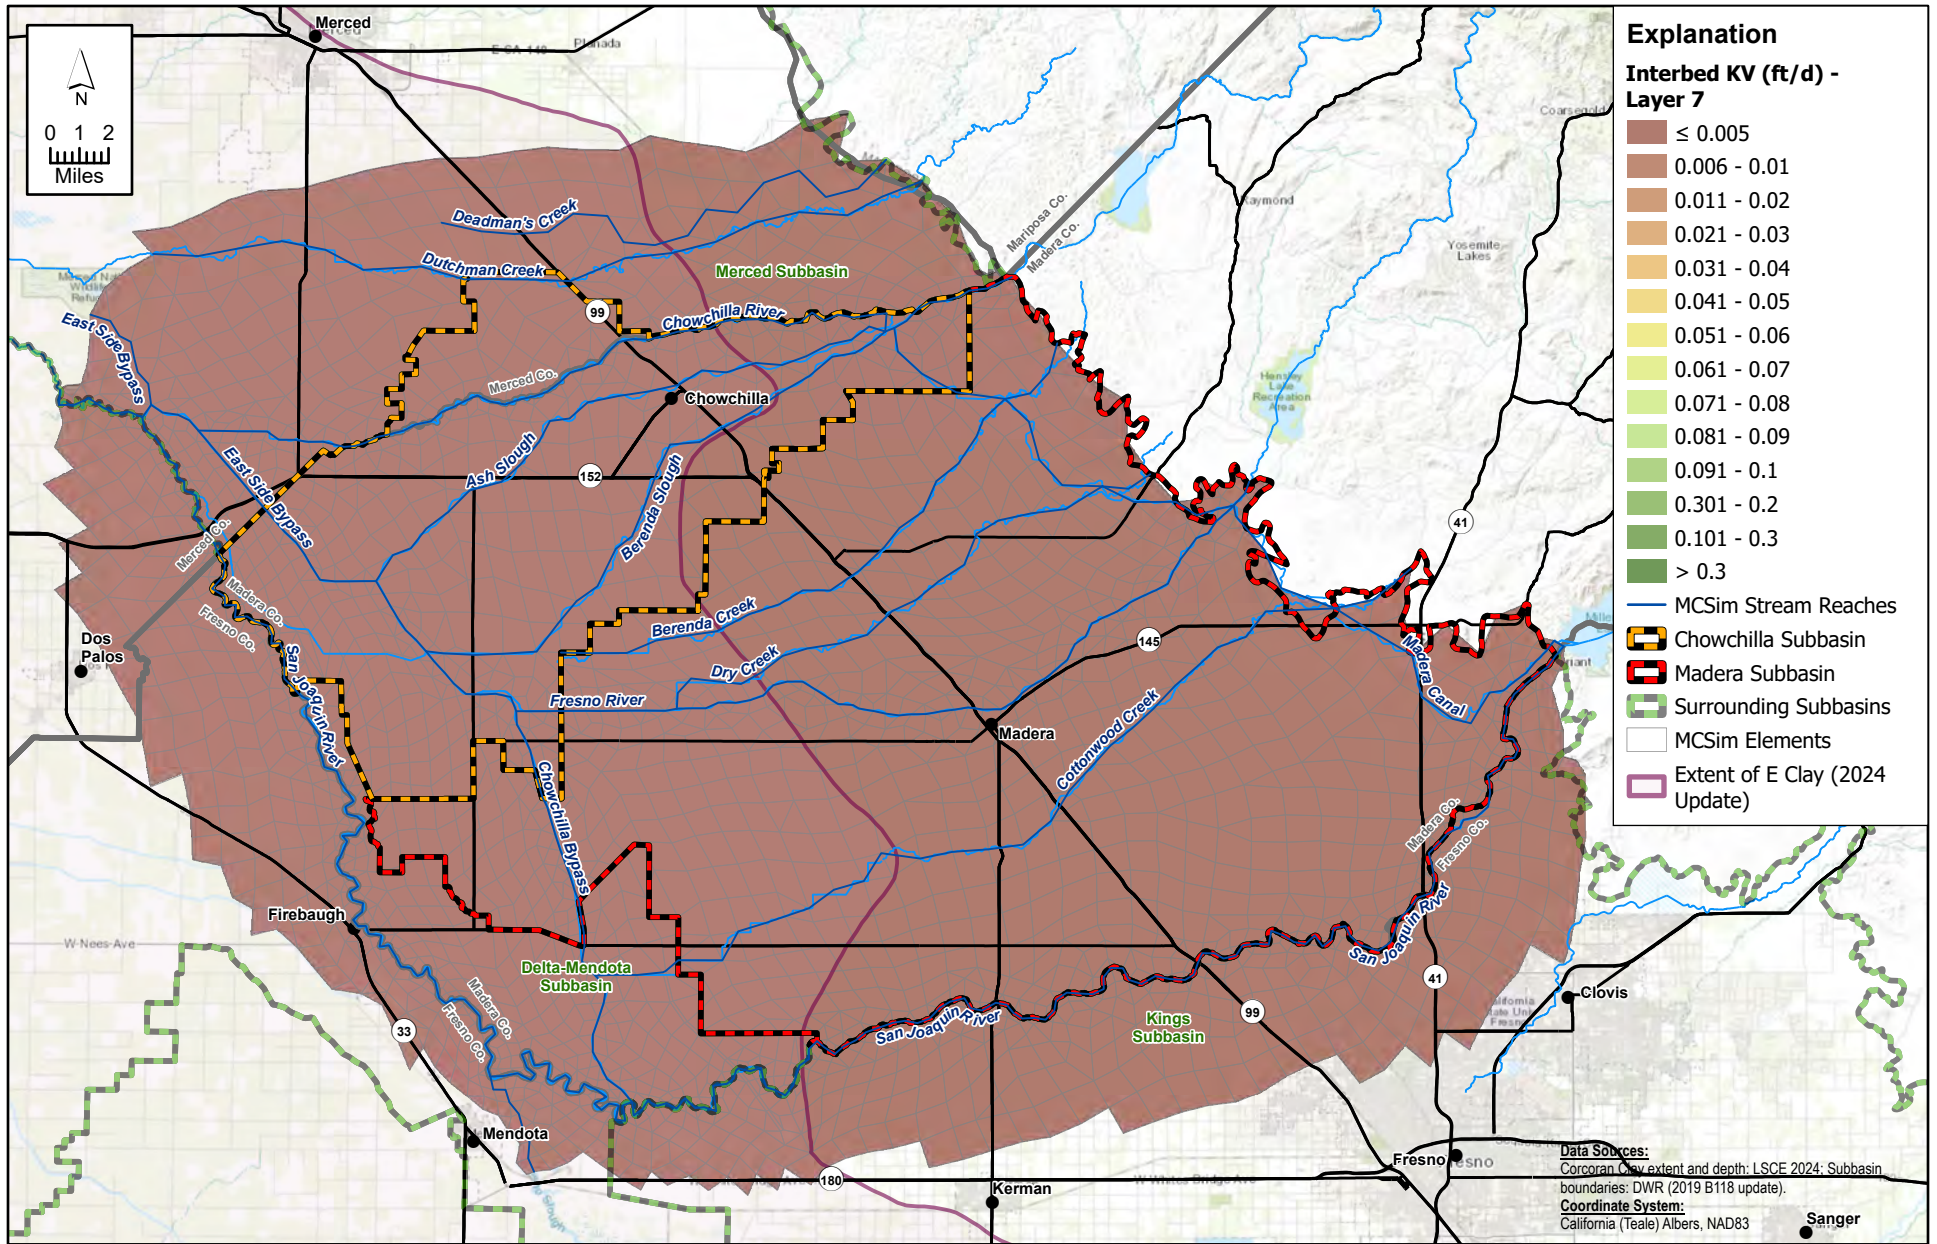 Explanation
Interbed KV (ft/d) -
Layer 7
≤ 0.005
0.006 - 0.01
0.011 - 0.02
0.021 - 0.03
0.031 - 0.04
0.041 - 0.05
0.051 - 0.06
0.061 - 0.07
0.071 - 0.08
0.081 - 0.09
0.091 - 0.1
0.301 - 0.2
0.101 - 0.3
> 0.3
MCSim Stream Reaches
Chowchilla Subbasin
Madera Subbasin
Surrounding Subbasins
MCSim Elements
Extent of E Clay (2024
Update)
N
0 1 2
Miles
Merced
Planada
E CA-140
Coarsegold
Raymond
Mariposa Co.
Madera Co.
Yosemite
Lakes
Deadman's Creek
Dutchman Creek
Merced Subbasin
99
Chowchilla River
East Side Bypass
Merced Co.
Chowchilla
Hensley
Lake
Recreation
Area
Ash Slough
East Side Bypass
152
Berenda Slough
41
Merced Co.
Madera Co.
Fresno Co.
Dos
Palos
Berenda Creek
145
Dry Creek
Madera Canal
San Joaquin River
Fresno River
Madera
Cottonwood Creek
Chowchilla Bypass
Madera Co.
Fresno Co.
Firebaugh
W Nees Ave
San Joaquin River
Delta-Mendota
Subbasin
41
Clovis
Madera Co.
Fresno Co.
33
San Joaquin River
Kings
Subbasin
99
Mendota
180
Kerman
Fresno
Sanger
Data Sources:
Corcoran Clay extent and depth: LSCE 2024; Subbasin
boundaries: DWR (2019 B118 update).
Coordinate System:
California (Teale) Albers, NAD83